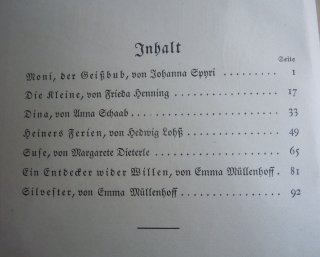 Inhalt
Seite
Moni, der Geißbub, von Johanna Spyri . . . . . . . . . 1
Die Kleine, von Frieda Henning . . . . . . . . . . . . . . 17
Dina, von Anna Schaab . . . . . . . . . . . . . . . . . . . 33
Heiners Ferien, von Hedwig Lohß . . . . . . . . . . . . 49
Suse, von Margarete Dieterle . . . . . . . . . . . . . . . . 65
Ein Entdecker wider Willen, von Emma Müllenhoff . . 81
Silvester, von Emma Müllenhoff . . . . . . . . . . . . . . 92